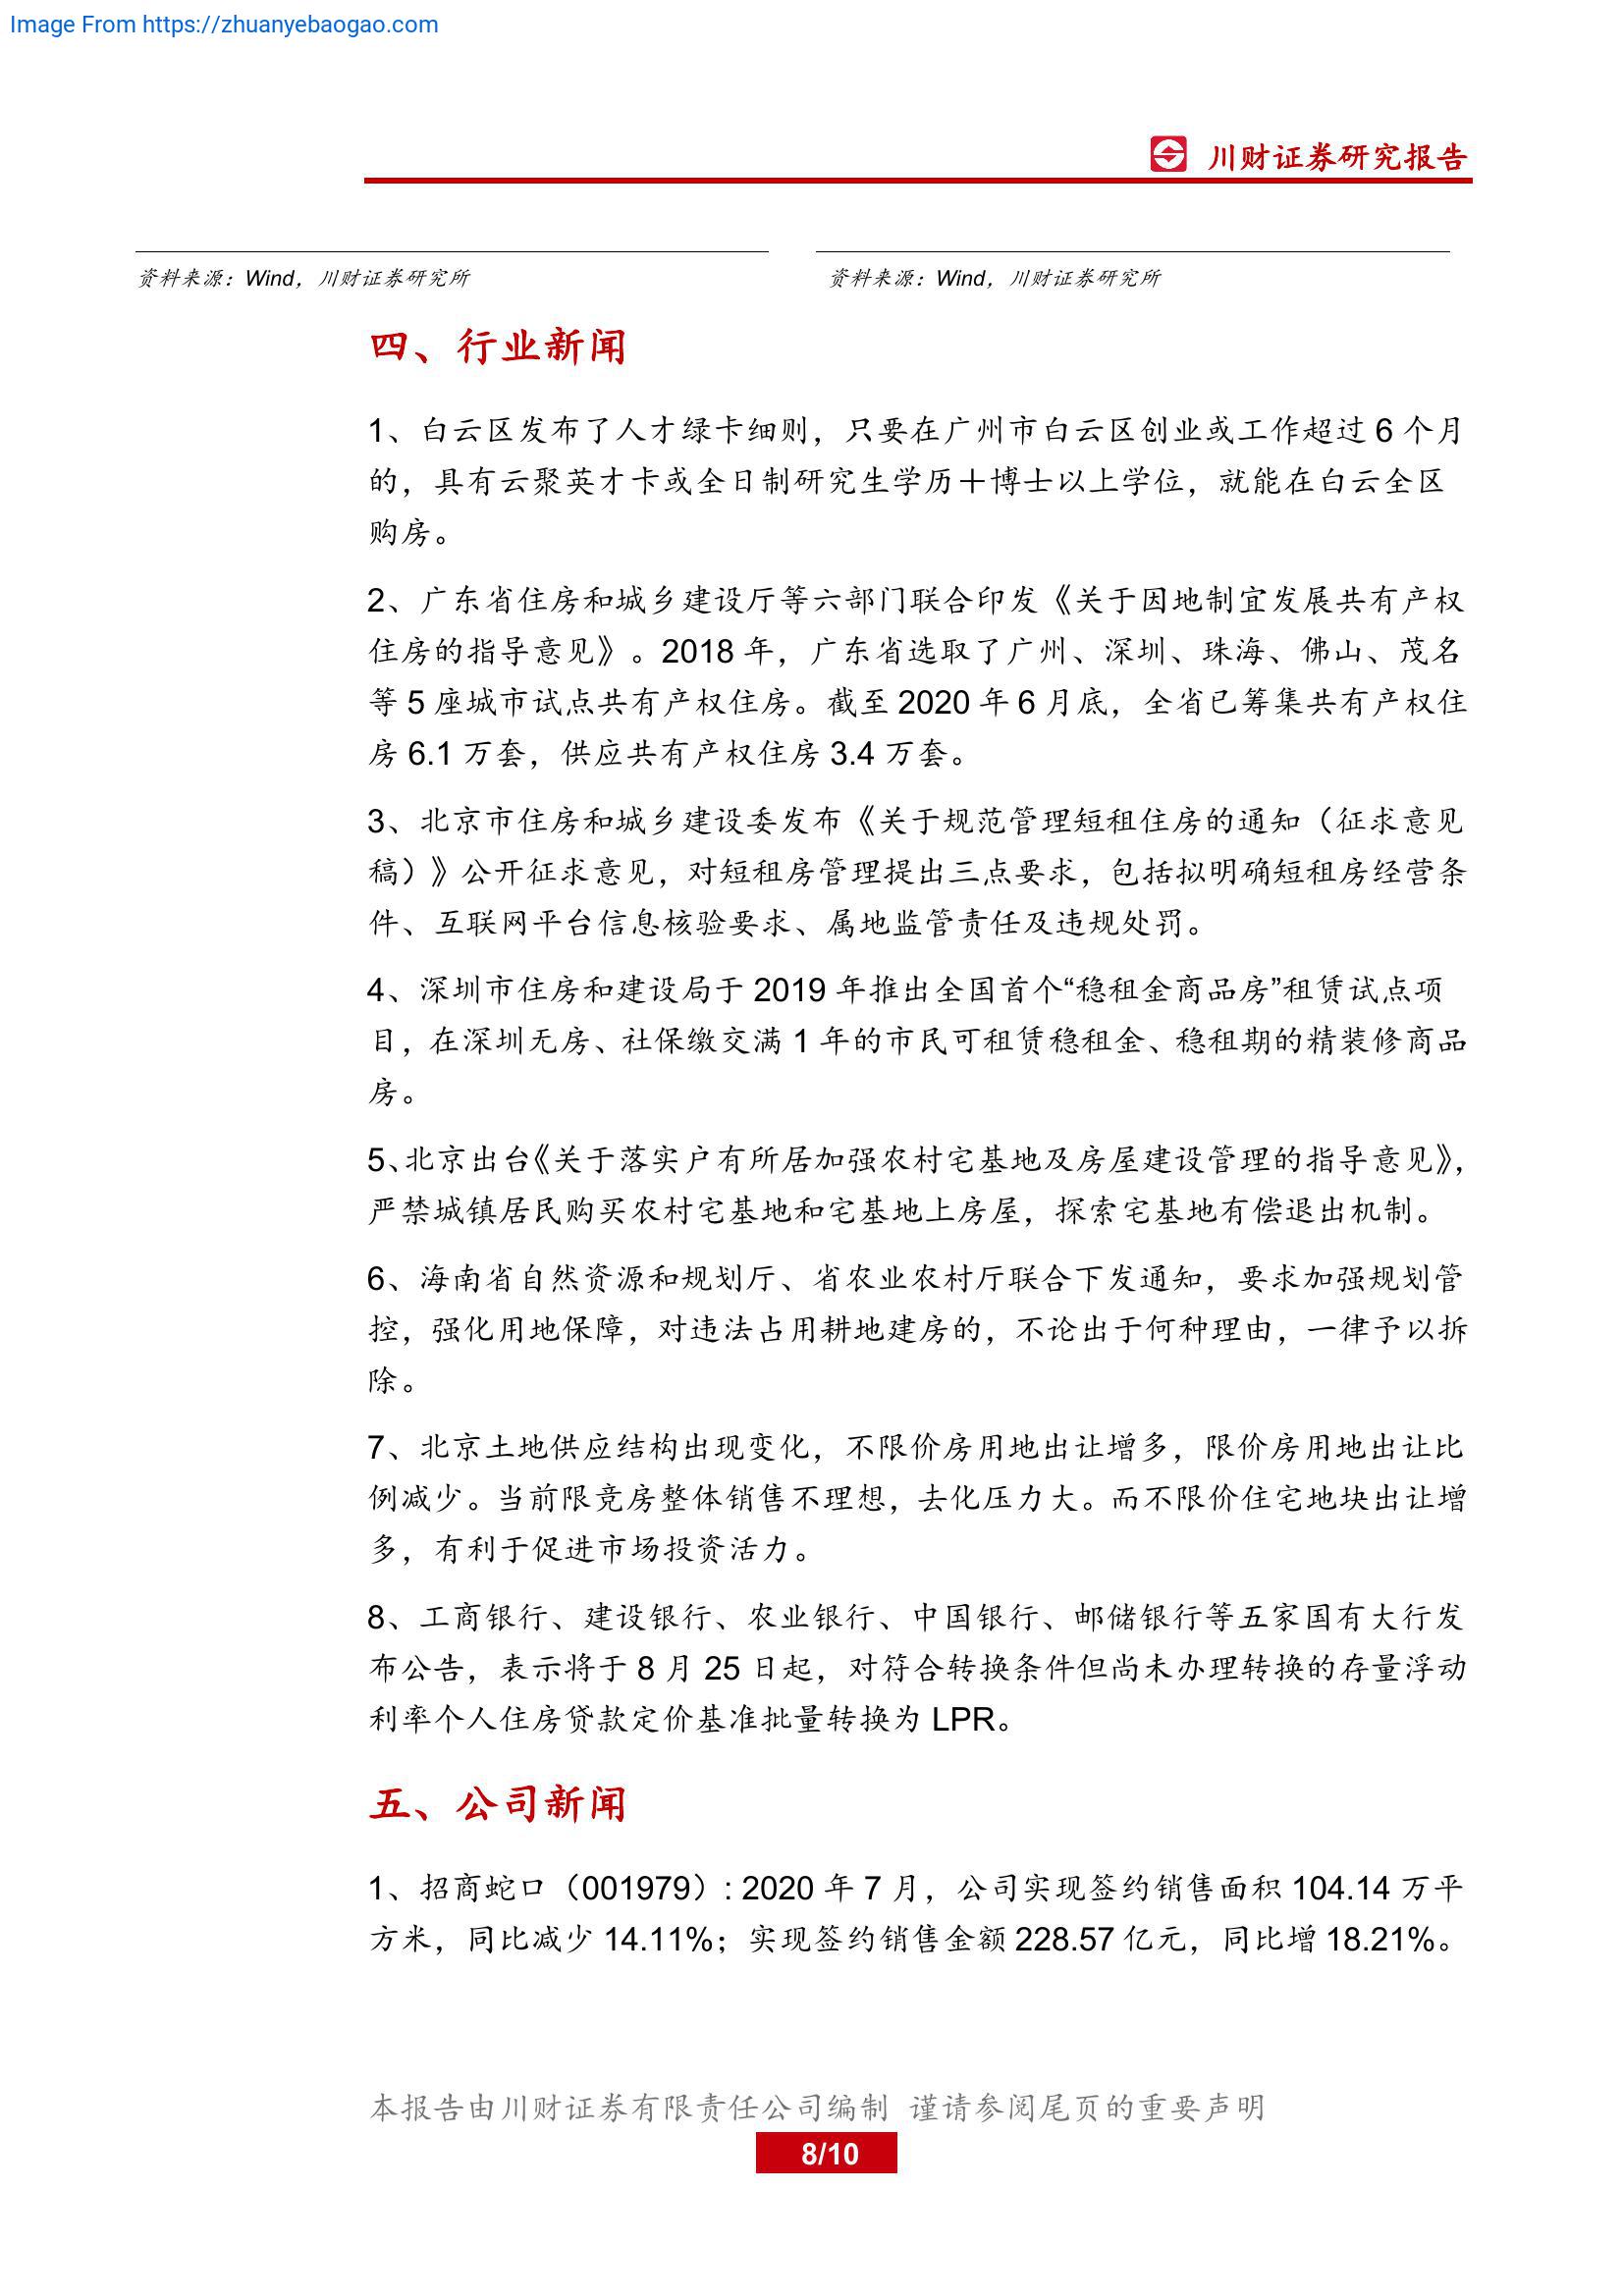 Image From https://zhuanyebaogao.com
川财证券研究报告
资料来源：Wind，川财证券研究所
资料来源：Wind，川财证券研究所
四、行业新闻
1、白云区发布了人才绿卡细则，只要在广州市白云区创业或工作超过 6 个月
的，具有云聚英才卡或全日制研究生学历＋博士以上学位，就能在白云全区
购房。
2、广东省住房和城乡建设厅等六部门联合印发《关于因地制宜发展共有产权
住房的指导意见》。2018 年，广东省选取了广州、深圳、珠海、佛山、茂名
等 5 座城市试点共有产权住房。截至 2020 年 6 月底，全省已筹集共有产权住
房 6.1 万套，供应共有产权住房 3.4 万套。
3、北京市住房和城乡建设委发布《关于规范管理短租住房的通知（征求意见
稿）》公开征求意见，对短租房管理提出三点要求，包括拟明确短租房经营条
件、互联网平台信息核验要求、属地监管责任及违规处罚。
4、深圳市住房和建设局于 2019 年推出全国首个“稳租金商品房”租赁试点项
目，在深圳无房、社保缴交满 1 年的市民可租赁稳租金、稳租期的精装修商品
房。
5、北京出台《关于落实户有所居加强农村宅基地及房屋建设管理的指导意见》，
严禁城镇居民购买农村宅基地和宅基地上房屋，探索宅基地有偿退出机制。
6、海南省自然资源和规划厅、省农业农村厅联合下发通知，要求加强规划管
控，强化用地保障，对违法占用耕地建房的，不论出于何种理由，一律予以拆
除。
7、北京土地供应结构出现变化，不限价房用地出让增多，限价房用地出让比
例减少。当前限竞房整体销售不理想，去化压力大。而不限价住宅地块出让增
多，有利于促进市场投资活力。
8、工商银行、建设银行、农业银行、中国银行、邮储银行等五家国有大行发
布公告，表示将于 8 月 25 日起，对符合转换条件但尚未办理转换的存量浮动
利率个人住房贷款定价基准批量转换为 LPR。
五、公司新闻
1、招商蛇口（001979）: 2020 年 7 月，公司实现签约销售面积 104.14 万平
方米，同比减少 14.11%；实现签约销售金额 228.57 亿元，同比增 18.21%。
本报告由川财证券有限责任公司编制 谨请参阅尾页的重要声明
8/10